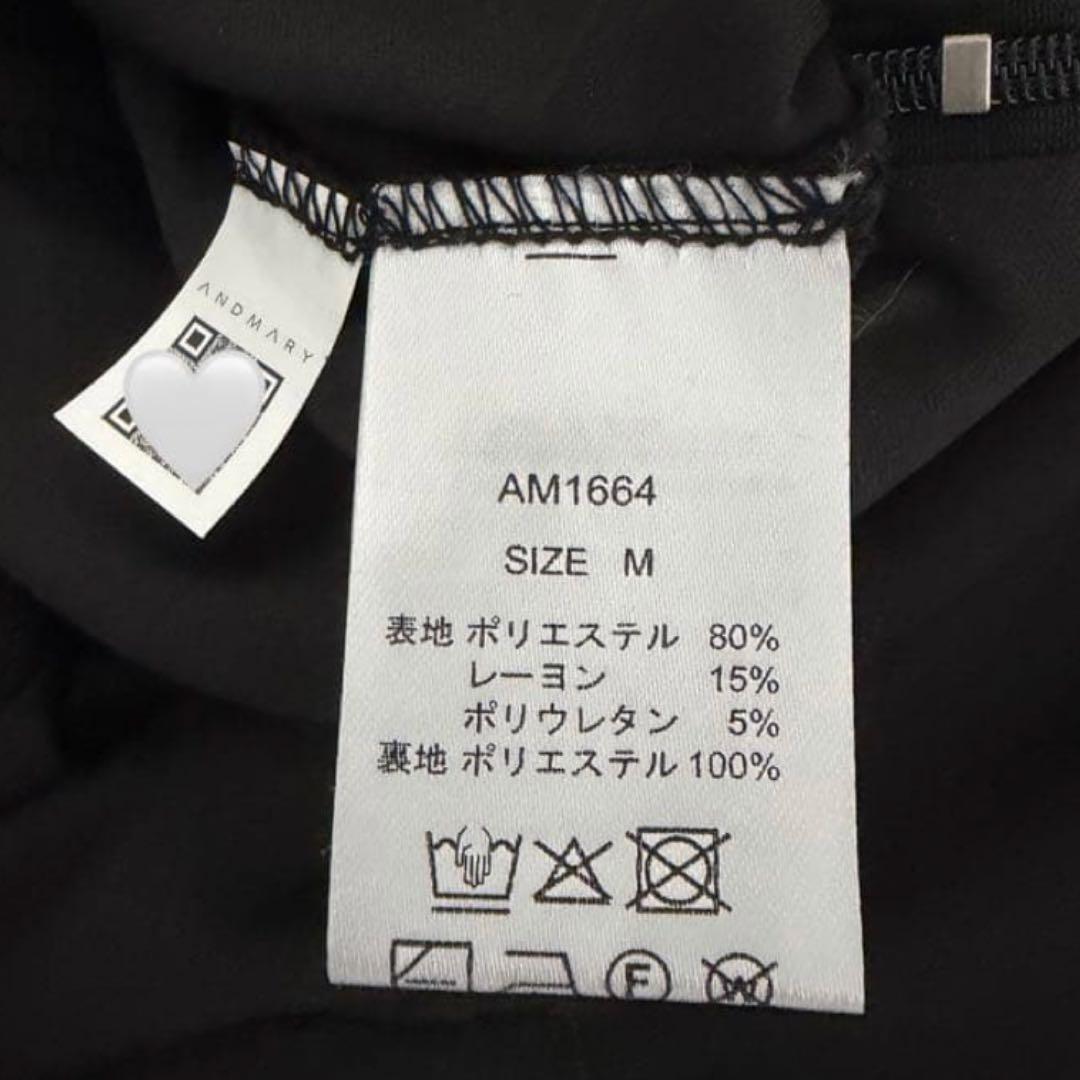 ANDMARY
AM1664
SIZE M
表地 ポリエステル 80%
レーヨン 15%
ポリウレタン 5%
裏地 ポリエステル 100%
F
W